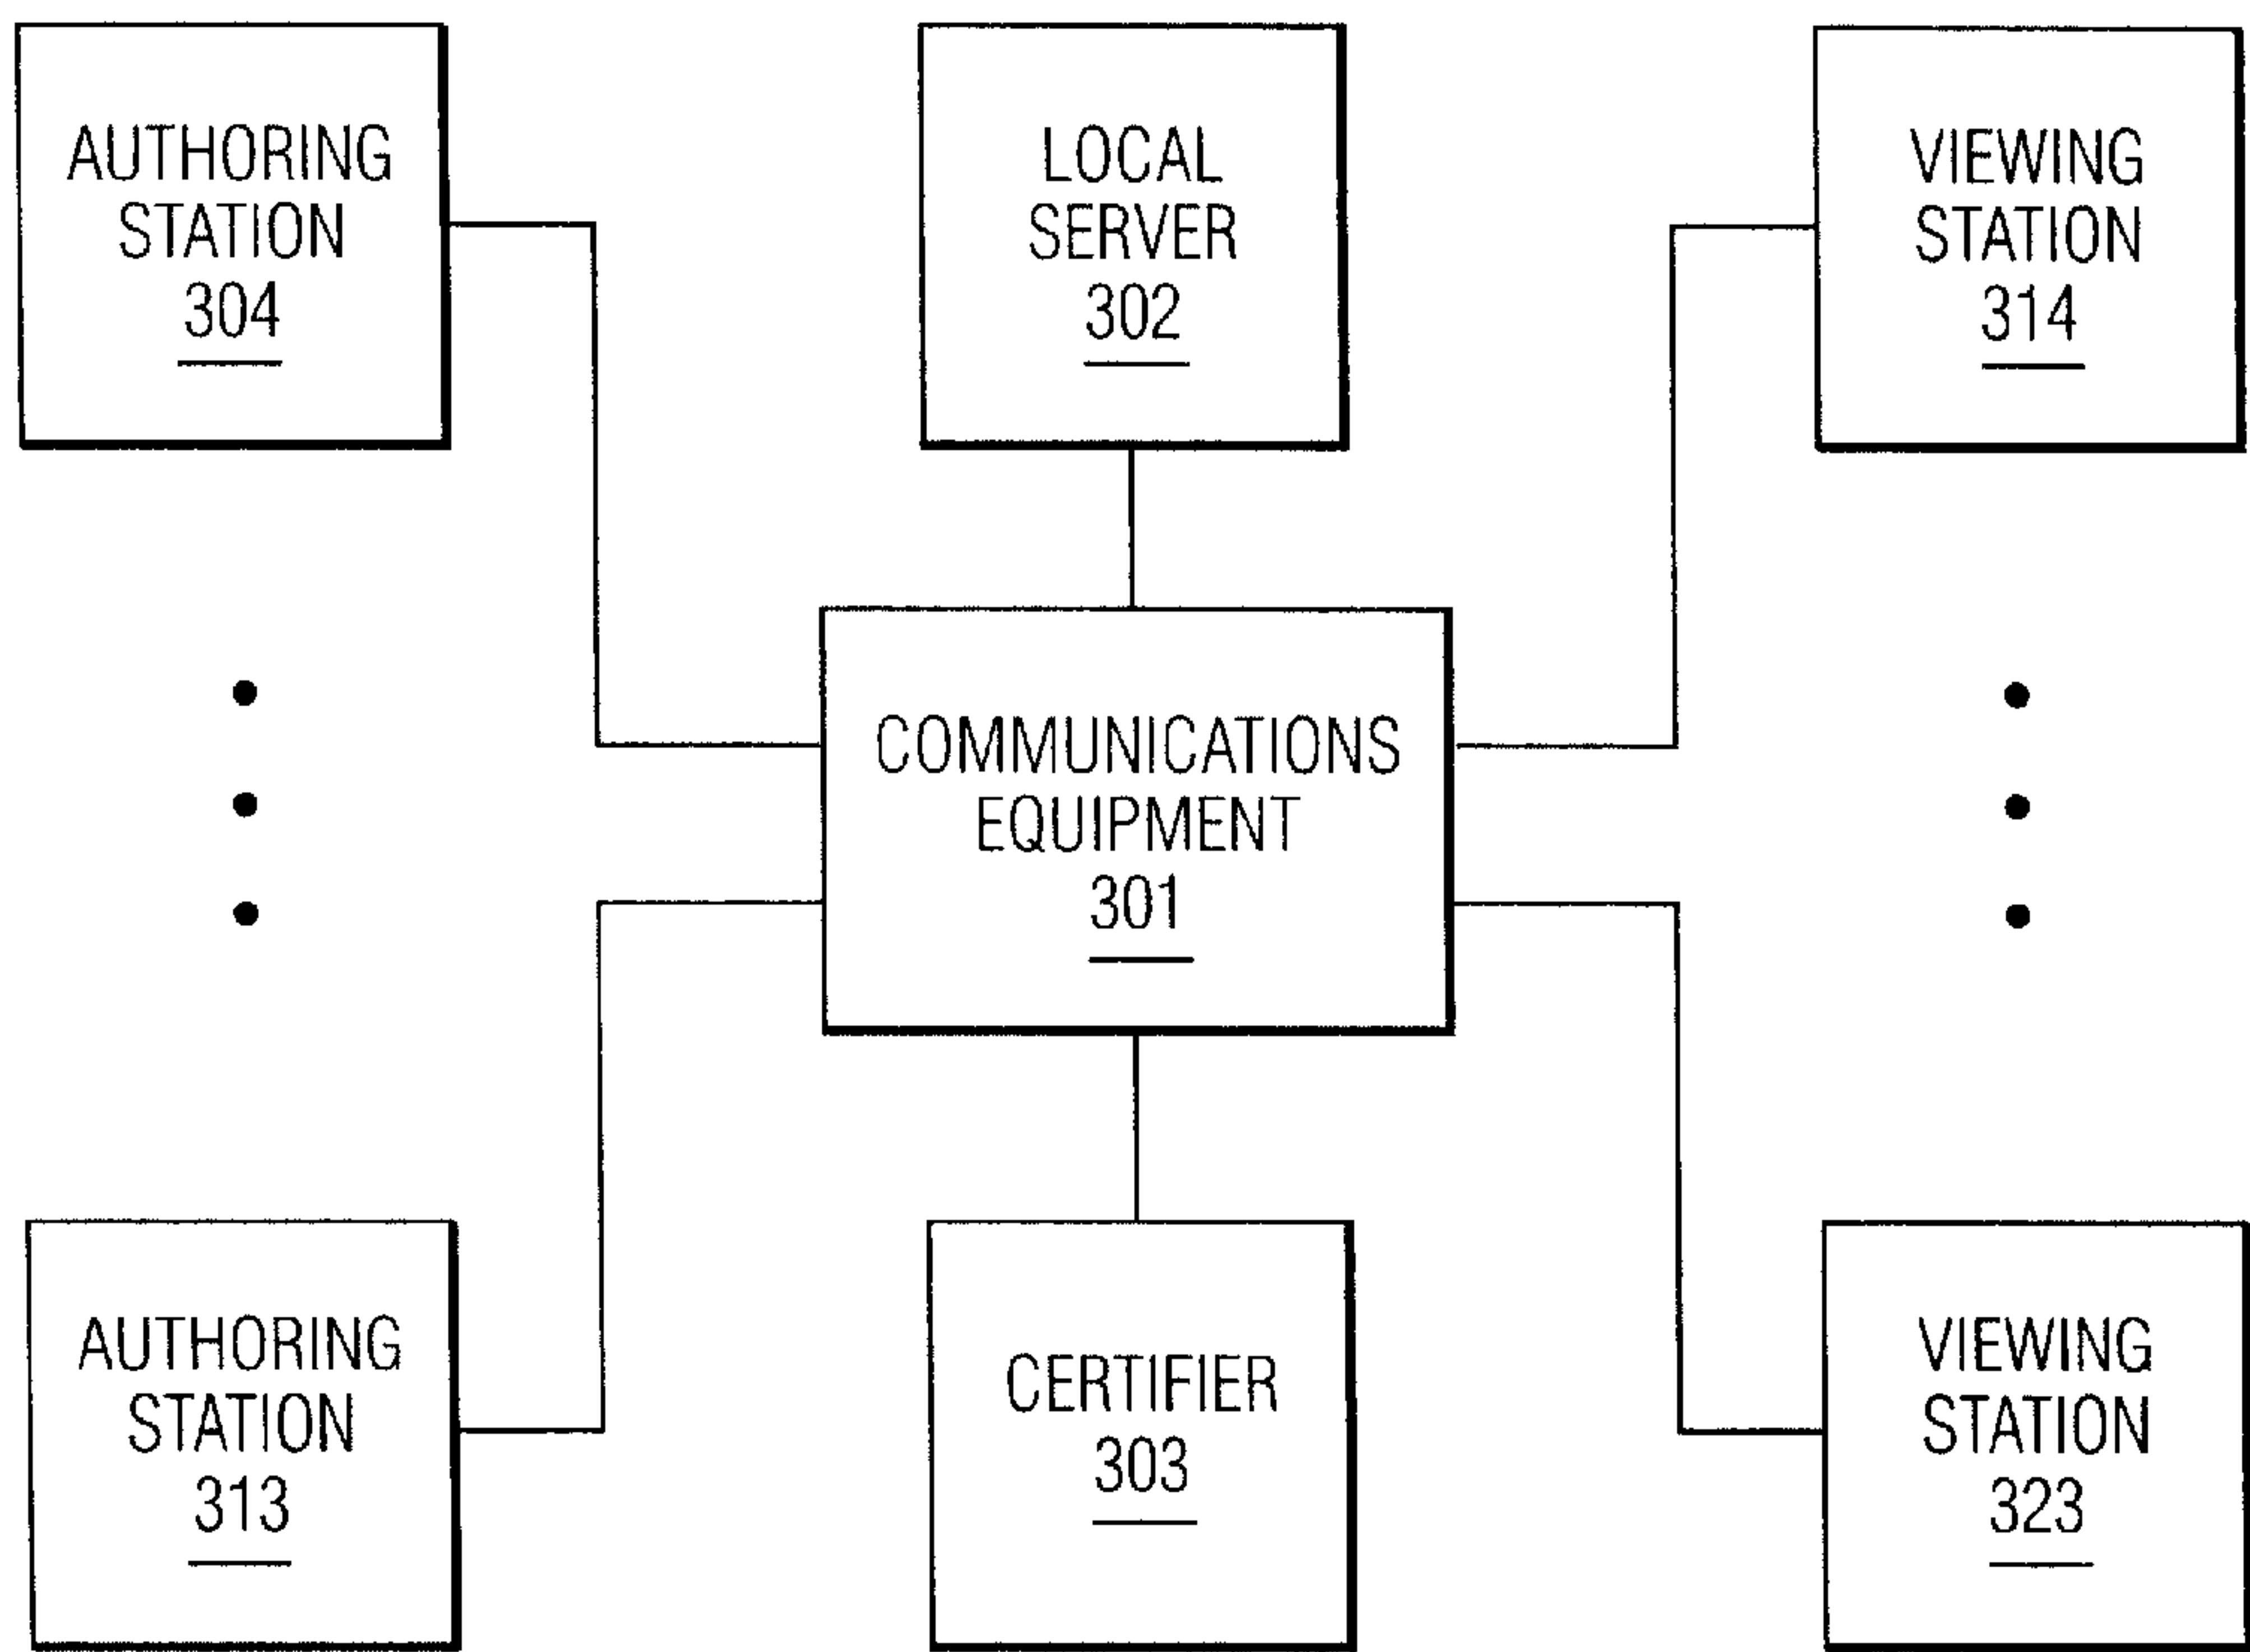 AUTHORING
STATION
304
LOCAL
SERVER
302
VIEWING
STATION
314
COMMUNICATIONS
EQUIPMENT
301
AUTHORING
STATION
313
CERTIFIER
303
VIEWING
STATION
323